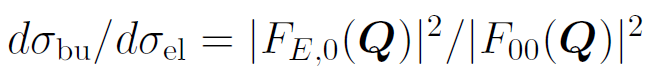 dσ_bu/dσ_el = |F_{E,0}(Q)|²/|F_{00}(Q)|²